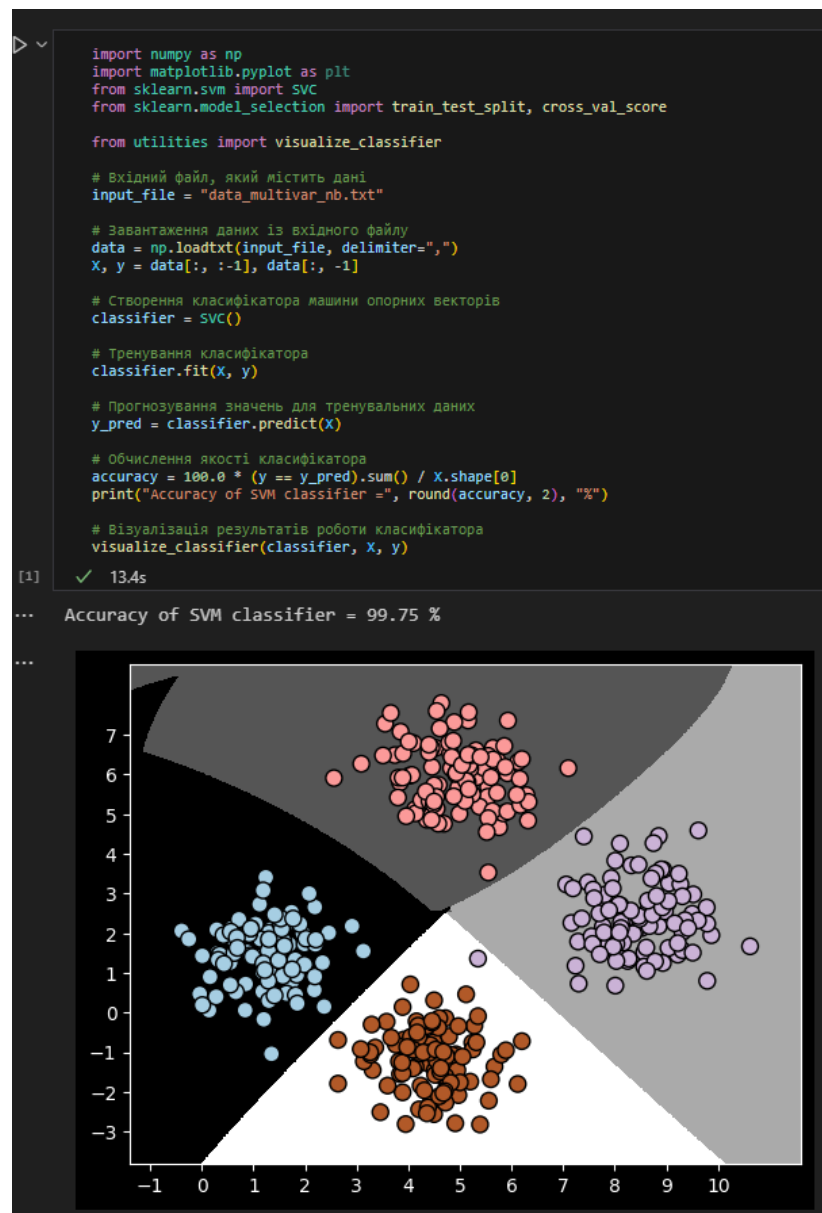 import numpy as np
import matplotlib.pyplot as plt
from sklearn.svm import SVC
from sklearn.model_selection import train_test_split, cross_val_score
from utilities import visualize_classifier
# Вхідний файл, який містить дані
input_file = "data_multivar_nb.txt"
# Завантаження даних із вхідного файлу
data = np.loadtxt(input_file, delimiter=",")
X, y = data[:, :-1], data[:, -1]
# Створення класифікатора машини опорних векторів
classifier = SVC()
# Тренування класифікатора
classifier.fit(X, y)
# Прогнозування значень для тренувальних даних
y_pred = classifier.predict(X)
# Обчислення якості класифікатора
accuracy = 100.0 * (y == y_pred).sum() / X.shape[0]
print("Accuracy of SVM classifier =", round(accuracy, 2), "%")
# Візуалізація результатів роботи класифікатора
visualize_classifier(classifier, X, y)
[1] ✓ 13.4s
... Accuracy of SVM classifier = 99.75 %
...
7
6
5
4
3
2
1
0
−1
−2
−3
−1 0 1 2 3 4 5 6 7 8 9 10